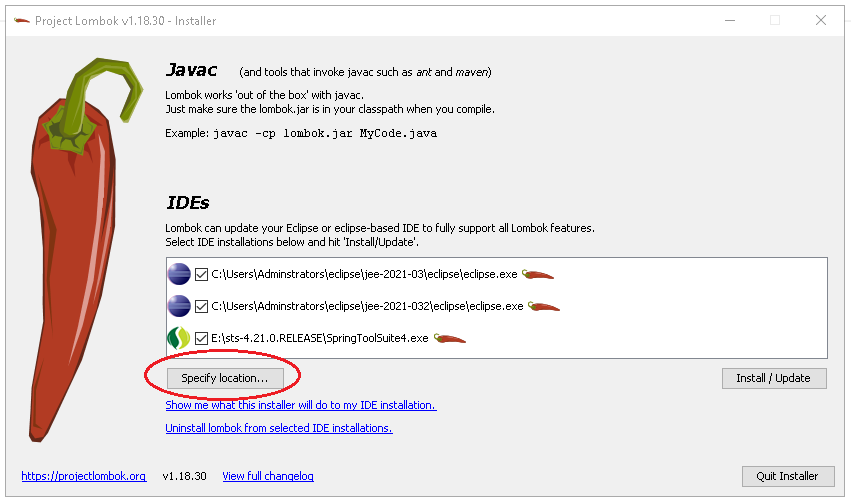 Project Lombok v1.18.30 - Installer
Javac (and tools that invoke javac such as ant and maven)
Lombok works 'out of the box' with javac.
Just make sure the lombok.jar is in your classpath when you compile.
Example: javac -cp lombok.jar MyCode.java
IDEs
Lombok can update your Eclipse or eclipse-based IDE to fully support all Lombok features.
Select IDE installations below and hit 'Install/Update'.
C:\Users\Adminstrators\eclipse\jee-2021-03\eclipse\eclipse.exe
C:\Users\Adminstrators\eclipse\jee-2021-032\eclipse\eclipse.exe
E:\sts-4.21.0.RELEASE\SpringToolSuite4.exe
Specify location... Install / Update
Show me what this installer will do to my IDE installation.
Uninstall lombok from selected IDE installations.
https://projectlombok.org v1.18.30 View full changelog Quit Installer